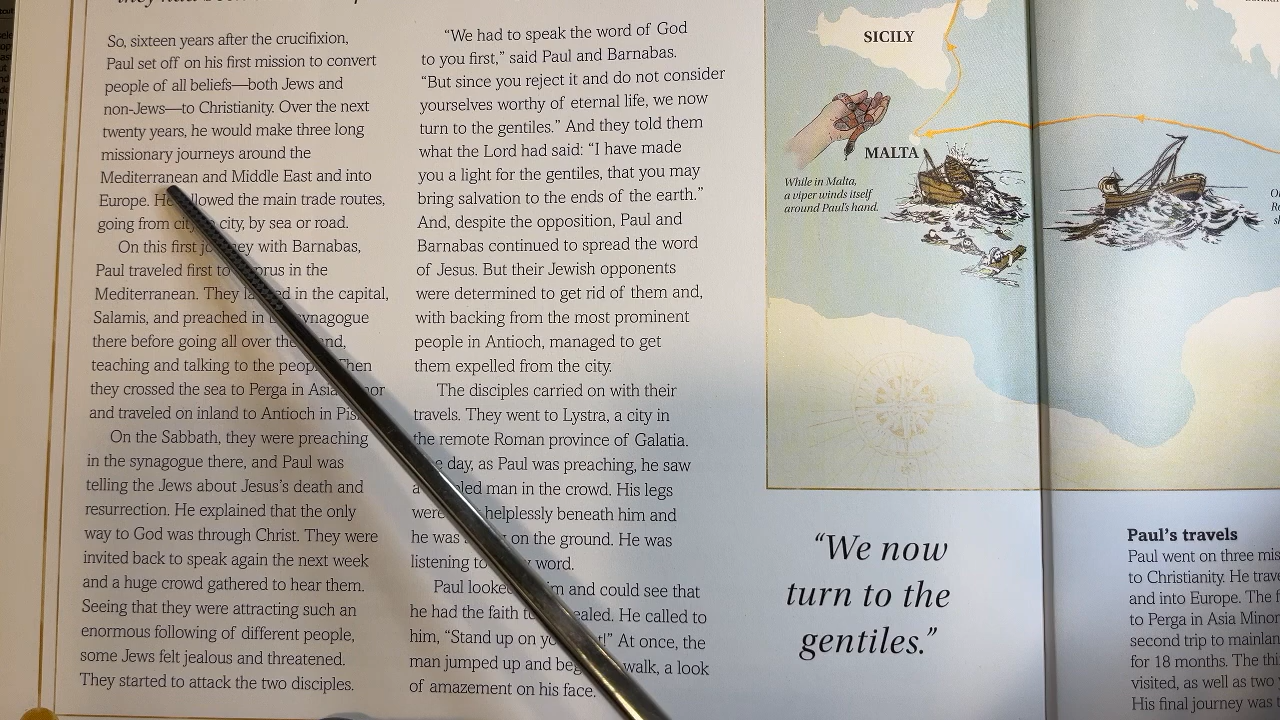 So, sixteen years after the crucifixion,
Paul set off on his first mission to convert
people of all beliefs—both Jews and
non-Jews—to Christianity. Over the next
twenty years, he would make three long
missionary journeys around the
Mediterranean and Middle East and into
Europe. He llowed the main trade routes,
going from city city, by sea or road.
On this first with Barnabas,
Paul traveled first to in the
Mediterranean. They in the capital,
Salamis, and preached in synagogue
there before going all over the
teaching and talking to the Then
they crossed the sea to Perga in Asia
and traveled on inland to Antioch in
On the Sabbath, they were preaching
in the synagogue there, and Paul was
telling the Jews about Jesus's death and
resurrection. He explained that the only
way to God was through Christ. They were
invited back to speak again the next week
and a huge crowd gathered to hear them.
Seeing that they were attracting such an
enormous following of different people,
some Jews felt jealous and threatened.
They started to attack the two disciples.
“We had to speak the word of God
to you first,” said Paul and Barnabas.
“But since you reject it and do not consider
yourselves worthy of eternal life, we now
turn to the gentiles.” And they told them
what the Lord had said: “I have made
you a light for the gentiles, that you may
bring salvation to the ends of the earth.”
And, despite the opposition, Paul and
Barnabas continued to spread the word
of Jesus. But their Jewish opponents
were determined to get rid of them and,
with backing from the most prominent
people in Antioch, managed to get
them expelled from the city.
The disciples carried on with their
travels. They went to Lystra, a city in
the remote Roman province of Galatia.
day, as Paul was preaching, he saw
a man in the crowd. His legs
were helplessly beneath him and
he was on the ground. He was
listening to word.
Paul looked and could see that
he had the faith to He called to
him, “Stand up on At once, the
man jumped up and walk, a look
of amazement on his face.
SICILY
MALTA
While in Malta,
a viper winds itself
around Paul's hand.
“We now
turn to the
gentiles.”
Paul's travels
Paul went on three
to Christianity. He
and into Europe. The
to Perga in Asia Minor
second trip to
for 18 months. The
visited, as well as two
His final journey was